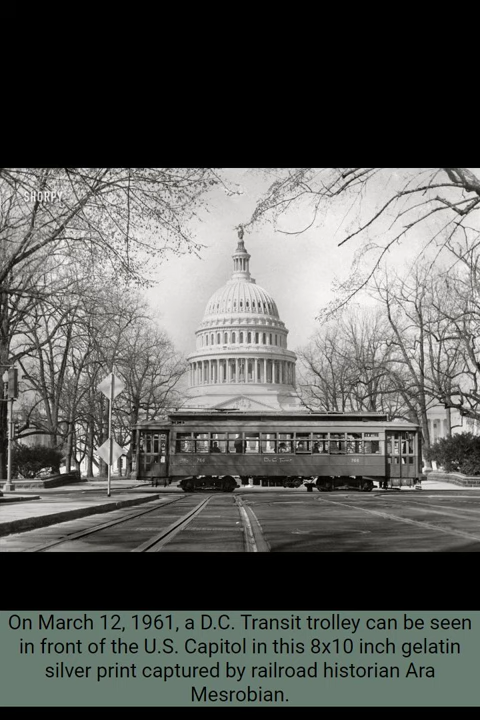 SHORPY
On March 12, 1961, a D.C. Transit trolley can be seen
in front of the U.S. Capitol in this 8x10 inch gelatin
silver print captured by railroad historian Ara
Mesrobian.